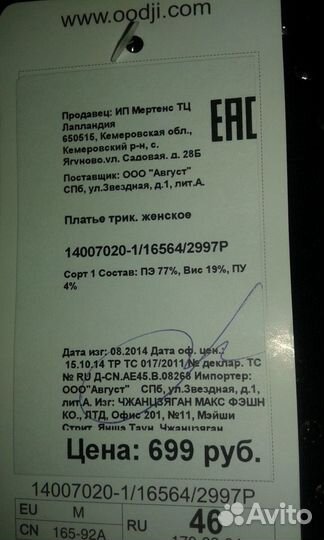 www.oodji.com
Продавец: ИП Мертенс ТЦ
Лапландия
650515, Кемеровская обл.,
Кемеровский р-н, с.
Ягуново,ул. Садовая, д. 28Б
EAC
Поставщик: ООО "Август"
СПб, ул.Звездная, д.1, лит.А.
Платье трик. женское
14007020-1/16564/2997P
Сорт 1 Состав: ПЭ 77%, Вис 19%, ПУ
4%
Дата изг: 08.2014 Дата оф. цен.:
15.10.14 ТР ТС 017/2011 № деклар. ТС
№ RU Д-CN.АЕ45.В.08268 Импортер:
ООО"Август" СПб, ул.Звездная, д.1,
лит.А. Изг: ЧЖАНЦЗЯГАН МАКС ФЭШН
КО., ЛТД, Офис 201, №11, Мэйши
Стрит, Янша Таун, Чжанцзяган,
Цена: 699 руб.
14007020-1/16564/2997P
EU M RU 46
CN 165-92A
Avito